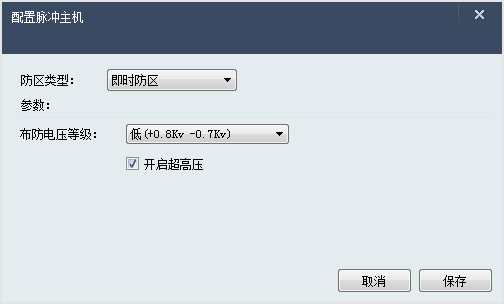 配置脉冲主机
防区类型： 即时防区
参数：
布防电压等级： 低(+0.8Kv -0.7Kv)
开启超高压
取消 保存